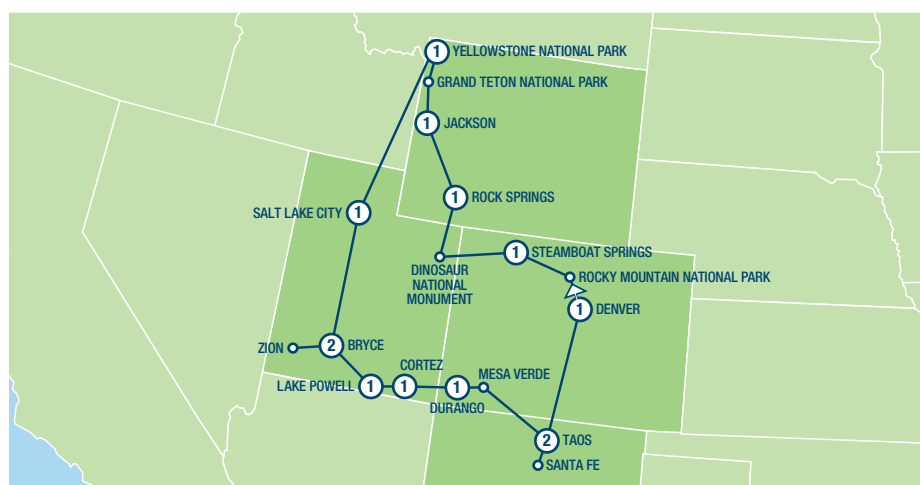 1 YELLOWSTONE NATIONAL PARK
GRAND TETON NATIONAL PARK
1 JACKSON
1 ROCK SPRINGS
SALT LAKE CITY 1
1 STEAMBOAT SPRINGS
DINOSAUR
NATIONAL
MONUMENT
ROCKY MOUNTAIN NATIONAL PARK
1 DENVER
ZION
2 BRYCE
CORTEZ
LAKE POWELL 1
1
1
MESA VERDE
DURANGO
2 TAOS
SANTA FE